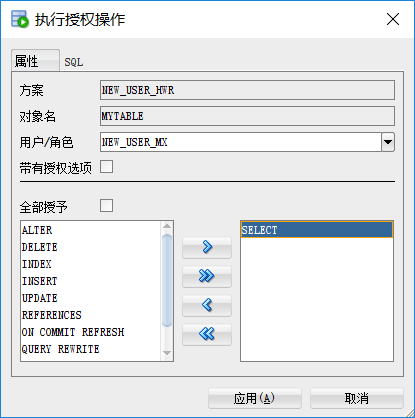 执行授权操作
属性 SQL
方案 NEW_USER_HWR
对象名 MYTABLE
用户/角色 NEW_USER_MX
带有授权选项
全部授予
ALTER
DELETE
INDEX
INSERT
UPDATE
REFERENCES
ON COMMIT REFRESH
QUERY REWRITE
SELECT
应用(A) 取消